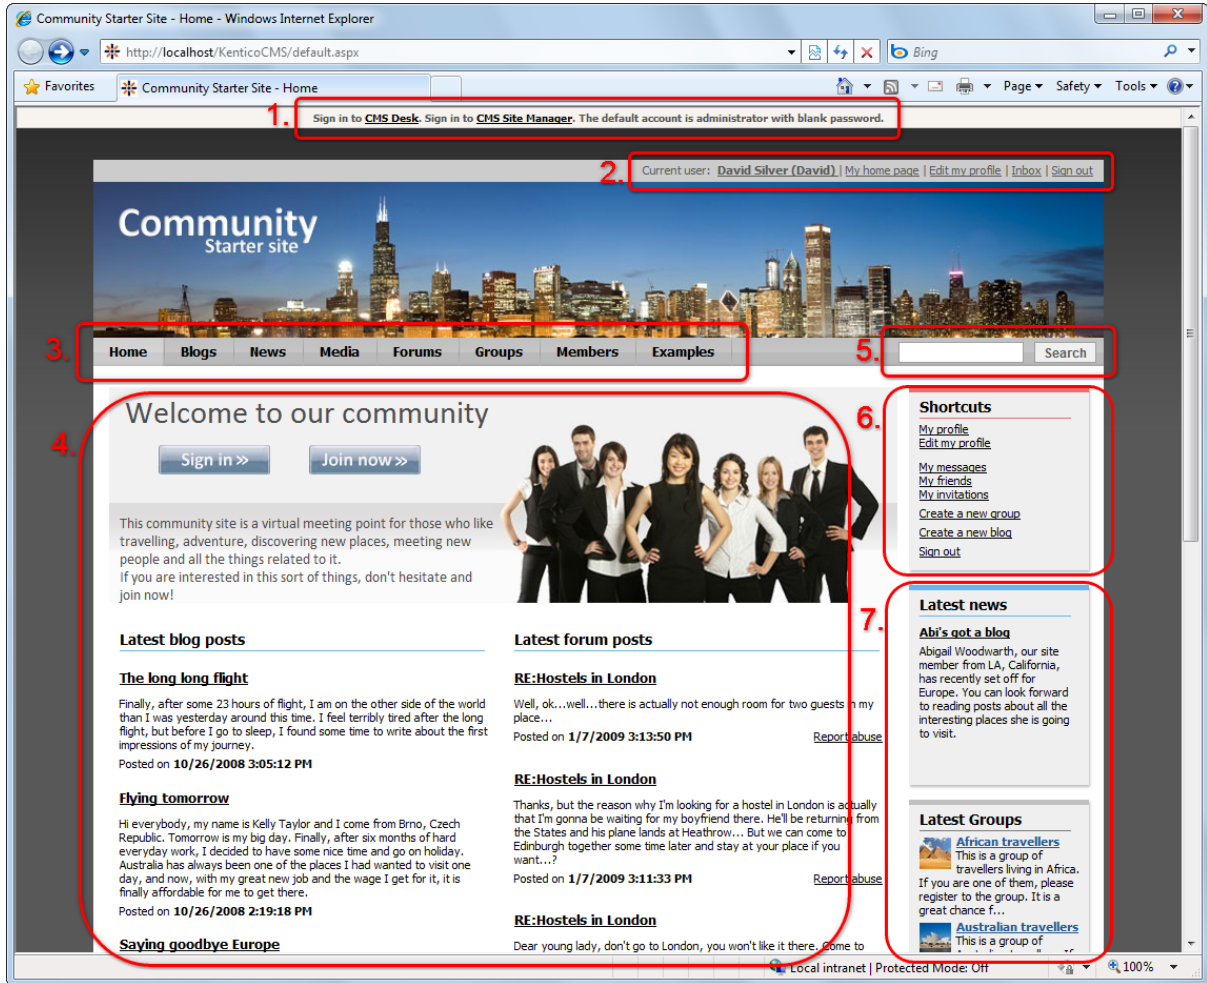 Community Starter Site - Home - Windows Internet Explorer
http://localhost/KenticoCMS/default.aspx
Bing
Favorites
Community Starter Site - Home
Page
Safety
Tools
1.
Sign in to CMS Desk. Sign in to CMS Site Manager. The default account is administrator with blank password.
2.
Current user: David Silver (David) | My home page | Edit my profile | Inbox | Sign out
Community
Starter site
3.
Home
Blogs
News
Media
Forums
Groups
Members
Examples
5.
Search
4.
Welcome to our community
Sign in »
Join now »
This community site is a virtual meeting point for those who like
travelling, adventure, discovering new places, meeting new
people and all the things related to it.
If you are interested in this sort of things, don't hesitate and
join now!
Latest blog posts
The long long flight
Finally, after some 23 hours of flight, I am on the other side of the world
than I was yesterday around this time. I feel terribly tired after the long
flight, but before I go to sleep, I found some time to write about the first
impressions of my journey.
Posted on 10/26/2008 3:05:12 PM
Flying tomorrow
Hi everybody, my name is Kelly Taylor and I come from Brno, Czech
Republic. Tomorrow is my big day. Finally, after six months of hard
everyday work, I decided to have some nice time and go on holiday.
Australia has always been one of the places I had wanted to visit one
day, and now, with my great new job and the wage I get for it, it is
finally affordable for me to get there.
Posted on 10/26/2008 2:19:18 PM
Saying goodbye Europe
Latest forum posts
RE:Hostels in London
Well, ok...well...there is actually not enough room for two guests in my
place...
Posted on 1/7/2009 3:13:50 PM
Report abuse
RE:Hostels in London
Thanks, but the reason why I'm looking for a hostel in London is actually
that I'm gonna be waiting for my boyfriend there. He'll be returning from
the States and his plane lands at Heathrow... But we can come to
Edinburgh together some time later and stay at your place if you
want...?
Posted on 1/7/2009 3:11:33 PM
Report abuse
RE:Hostels in London
Dear young lady, don't go to London, you won't like it there. Come to
6.
Shortcuts
My profile
Edit my profile
My messages
My friends
My invitations
Create a new group
Create a new blog
Sign out
7.
Latest news
Abi's got a blog
Abigail Woodwarth, our site
member from LA, California,
has recently set off for
Europe. You can look forward
to reading posts about all the
interesting places she is going
to visit.
Latest Groups
African travellers
This is a group of
travellers living in Africa.
If you are one of them, please
register to the group. It is a
great chance f...
Australian travellers
This is a group of
Local intranet | Protected Mode: Off
100%